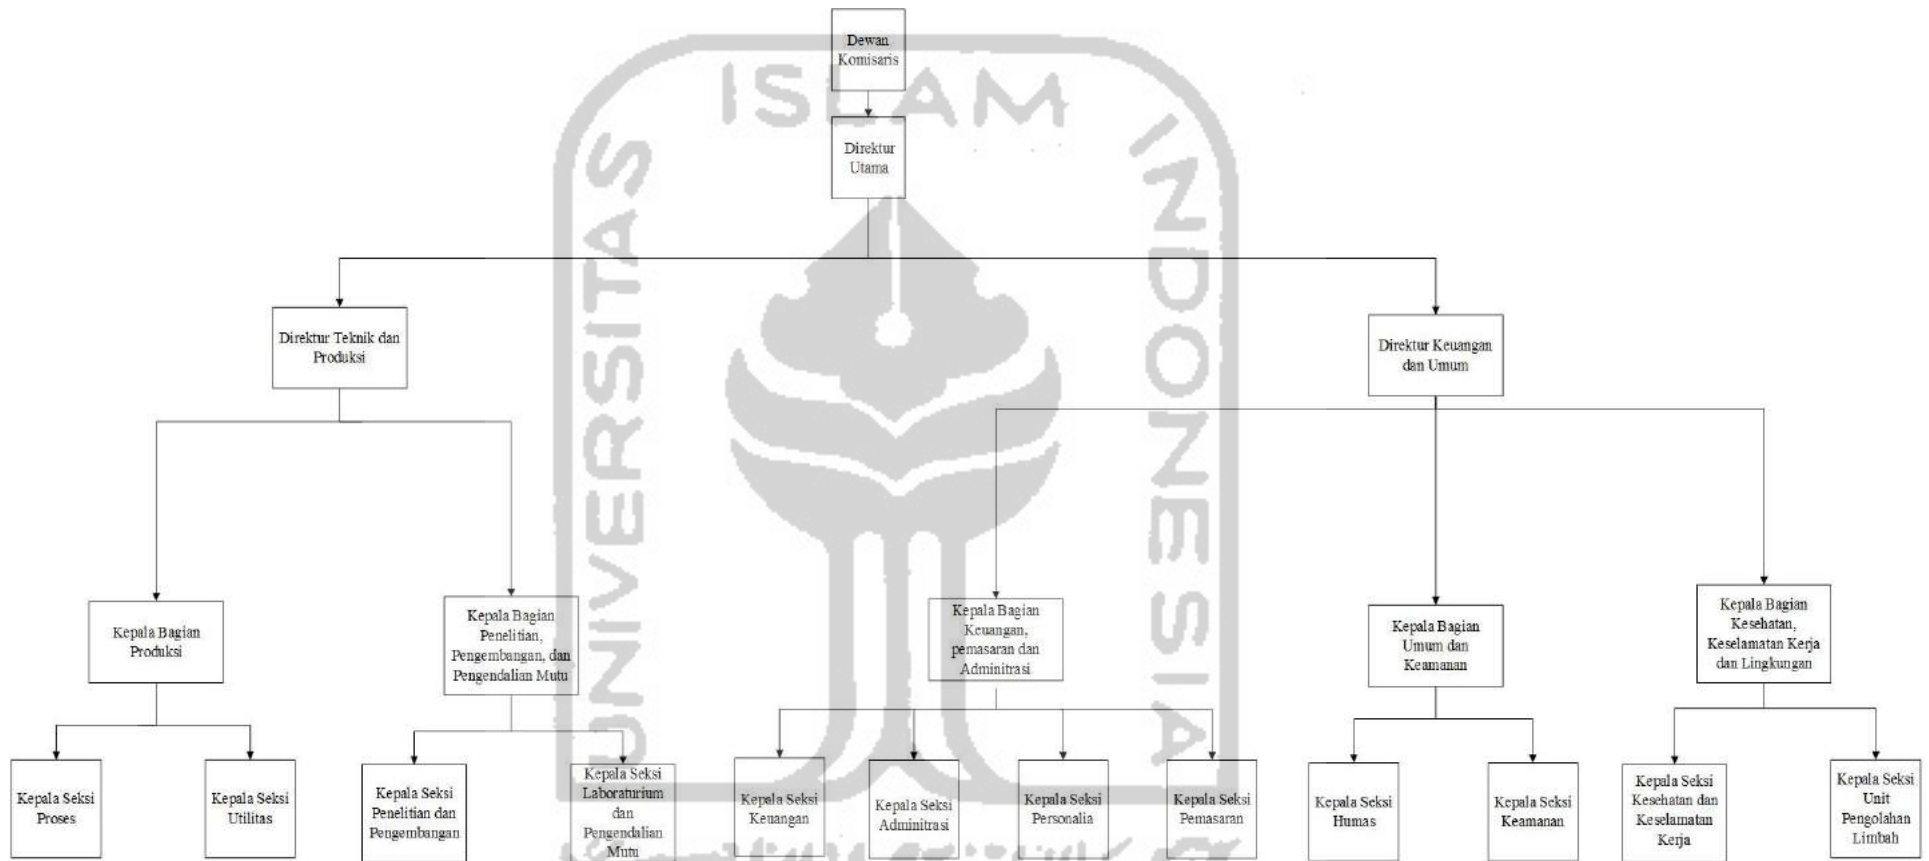 Dewan
Komisaris
ISLAM
UNIVERSITAS
INDONESIA
Direktur
Utama
Direktur Teknik dan
Produksi
Direktur Keuangan
dan Umum
Kepala Bagian
Produksi
Kepala Bagian
Penelitian,
Pengembangan, dan
Pengendalian Mutu
Kepala Bagian
Keuangan,
pemasaran dan
Adminitrasi
Kepala Bagian
Umum dan
Keamanan
Kepala Bagian
Kesehatan,
Keselamatan Kerja
dan Lingkungan
Kepala Seksi
Proses
Kepala Seksi
Utilitas
Kepala Seksi
Penelitian dan
Pengembangan
Kepala Seksi
Laboraturium
dan
Pengendalian
Mutu
Kepala Seksi
Keuangan
Kepala Seksi
Adminitrasi
Kepala Seksi
Personalia
Kepala Seksi
Pemasaran
Kepala Seksi
Humas
Kepala Seksi
Keamanan
Kepala Seksi
Kesehatan dan
Keselamatan
Kerja
Kepala Seksi
Unit
Pengolahan
Limbah